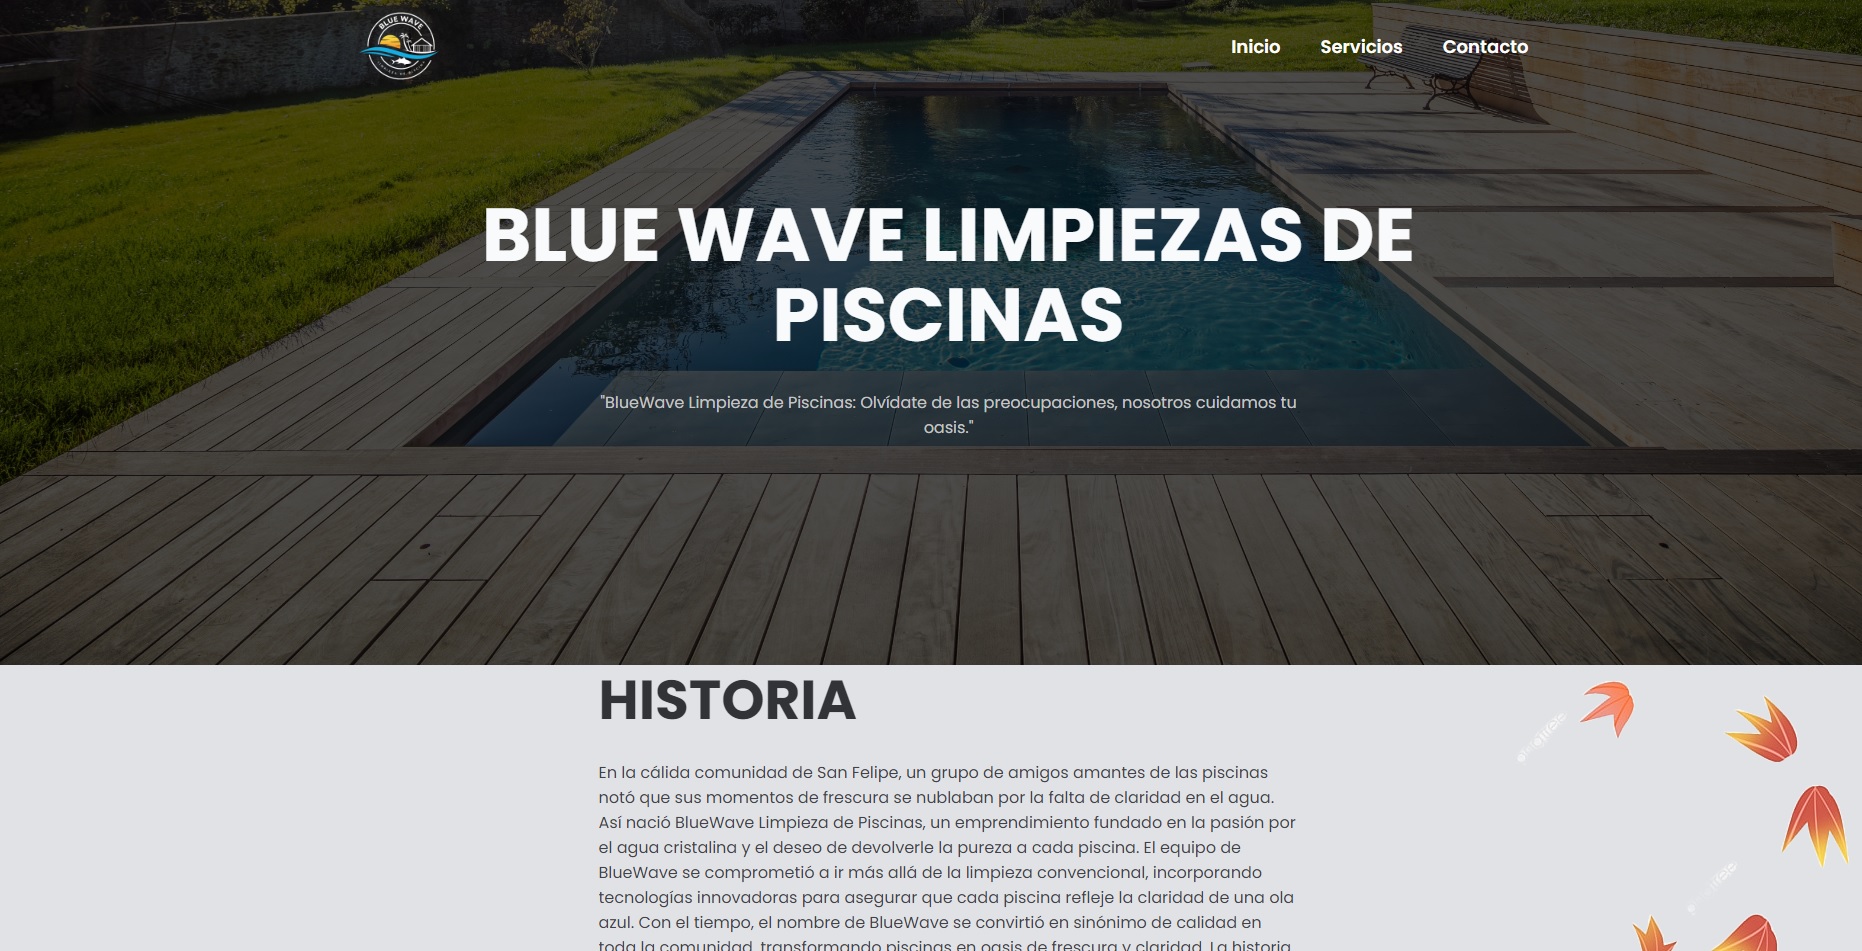 BLUE WAVE
Inicio Servicios Contacto
BLUE WAVE LIMPIEZAS DE
PISCINAS
"BlueWave Limpieza de Piscinas: Olvídate de las preocupaciones, nosotros cuidamos tu
oasis."
HISTORIA
En la cálida comunidad de San Felipe, un grupo de amigos amantes de las piscinas
notó que sus momentos de frescura se nublaban por la falta de claridad en el agua.
Así nació BlueWave Limpieza de Piscinas, un emprendimiento fundado en la pasión por
el agua cristalina y el deseo de devolverle la pureza a cada piscina. El equipo de
BlueWave se comprometió a ir más allá de la limpieza convencional, incorporando
tecnologías innovadoras para asegurar que cada piscina refleje la claridad de una ola
azul. Con el tiempo, el nombre de BlueWave se convirtió en sinónimo de calidad en
toda la comunidad, transformando piscinas en oasis de frescura y claridad. La historia